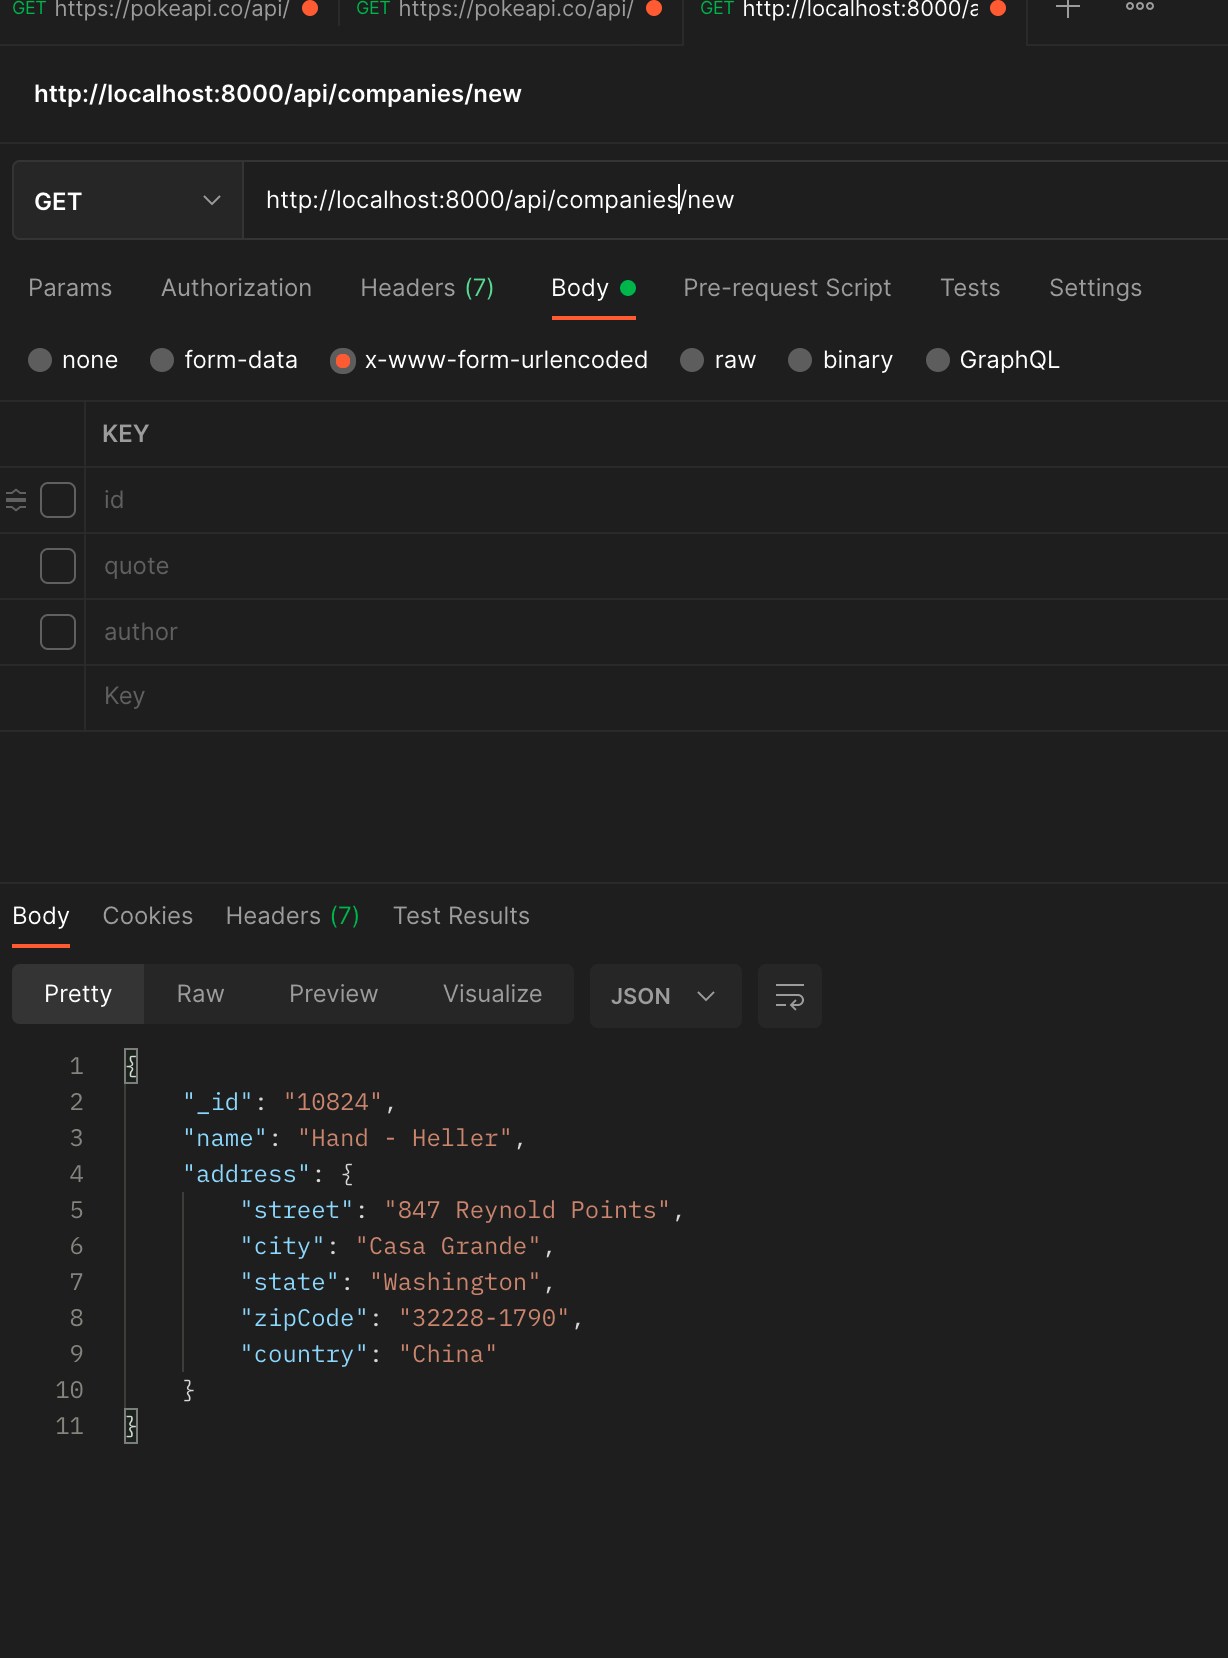 GET https://pokeapi.co/api/ GET https://pokeapi.co/api/ GET http://localhost:8000/a
http://localhost:8000/api/companies/new
GET http://localhost:8000/api/companies/new
Params Authorization Headers (7) Body Pre-request Script Tests Settings
none form-data x-www-form-urlencoded raw binary GraphQL
KEY
id
quote
author
Key
Body Cookies Headers (7) Test Results
Pretty Raw Preview Visualize JSON
1 {
2 "_id": "10824",
3 "name": "Hand - Heller",
4 "address": {
5 "street": "847 Reynold Points",
6 "city": "Casa Grande",
7 "state": "Washington",
8 "zipCode": "32228-1790",
9 "country": "China"
10 }
11 }